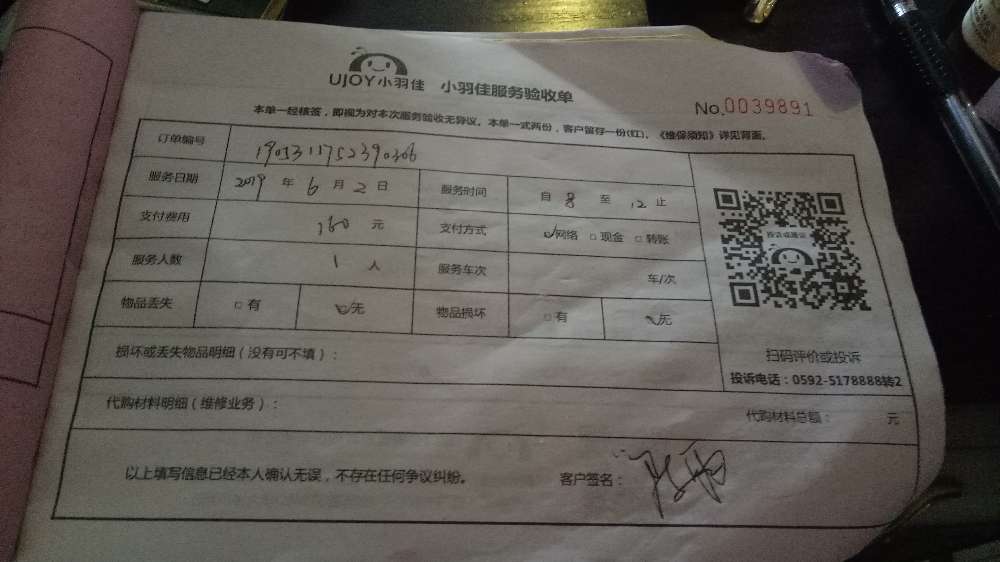 UJOY小羽佳 小羽佳服务验收单
No.0039891
本单一经核签，即视为对本次服务验收无异议。本单一式两份，客户留存一份(红)，《维保须知》详见背面。
订单编号 1905311752390306
服务日期 2019 年 6 月 2 日 服务时间 自 8 至 12 止
支付费用 160 元 支付方式 ☑网络 □现金 □转账
服务人数 1 人 服务车次 车/次
物品丢失 □有 ☑无 物品损坏 □有 ☑无
投诉或建议
扫码评价或投诉
投诉电话：0592-5178888转2
损坏或丢失物品明细（没有可不填）：
代购材料明细（维修业务）： 代购材料总额： 元
以上填写信息已经本人确认无误，不存在任何争议纠纷。 客户签名：